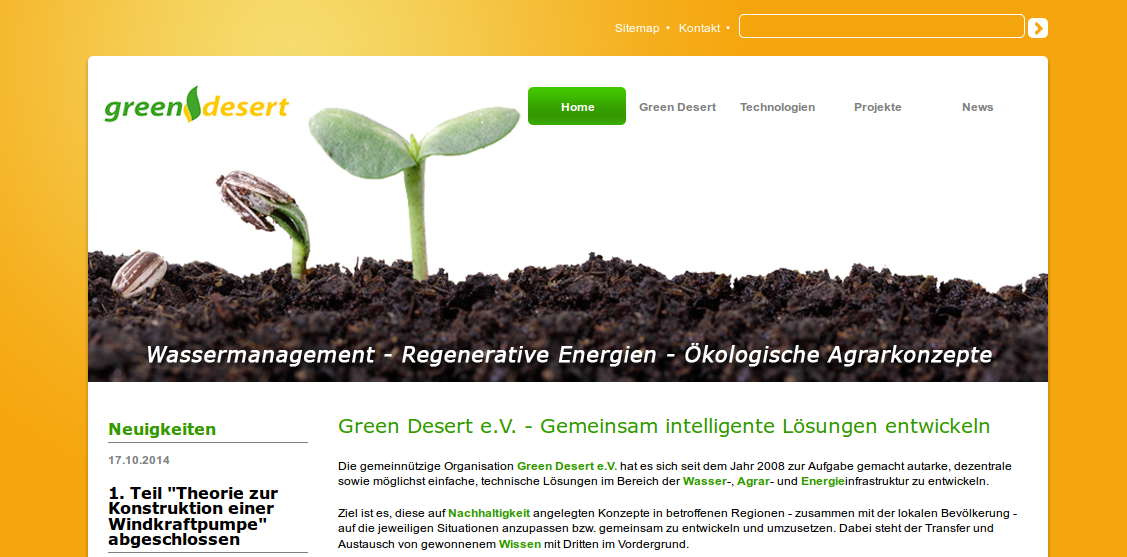 Sitemap • Kontakt •
green desert
Home Green Desert Technologien Projekte News
Wassermanagement - Regenerative Energien - Ökologische Agrarkonzepte
Neuigkeiten
17.10.2014
1. Teil "Theorie zur
Konstruktion einer
Windkraftpumpe"
abgeschlossen
Green Desert e.V. - Gemeinsam intelligente Lösungen entwickeln
Die gemeinnützige Organisation Green Desert e.V. hat es sich seit dem Jahr 2008 zur Aufgabe gemacht autarke, dezentrale
sowie möglichst einfache, technische Lösungen im Bereich der Wasser-, Agrar- und Energieinfrastruktur zu entwickeln.
Ziel ist es, diese auf Nachhaltigkeit angelegten Konzepte in betroffenen Regionen - zusammen mit der lokalen Bevölkerung -
auf die jeweiligen Situationen anzupassen bzw. gemeinsam zu entwickeln und umzusetzen. Dabei steht der Transfer und
Austausch von gewonnenem Wissen mit Dritten im Vordergrund.